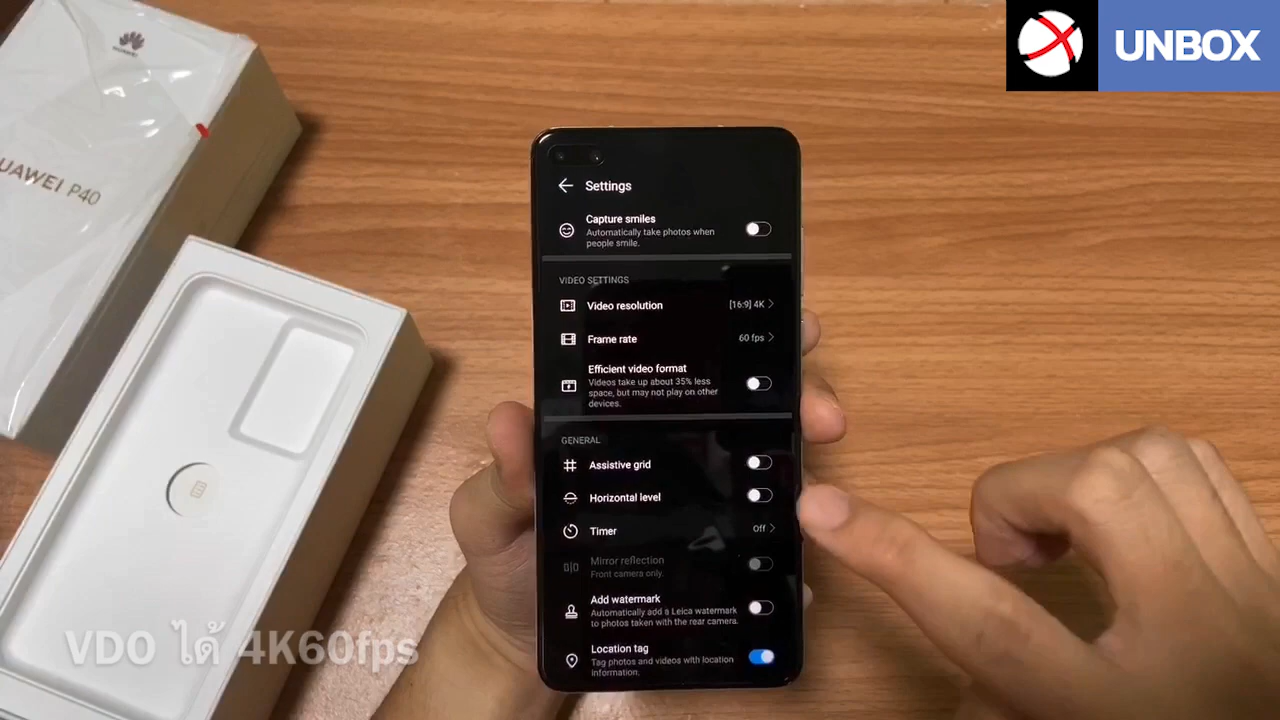 UNBOX
HUAWEI
UAWEI P40
Settings
Capture smiles
Automatically take photos when
people smile.
VIDEO SETTINGS
Video resolution
[16:9] 4K
Frame rate
60 fps
Efficient video format
Videos take up about 35% less
space, but may not play on other
devices.
GENERAL
Assistive grid
Horizontal level
Timer
Off
Mirror reflection
Front camera only.
Add watermark
Automatically add a Leica watermark
to photos taken with the rear camera.
Location tag
Tag photos and videos with location
information.
VDO ได้ 4K60fps